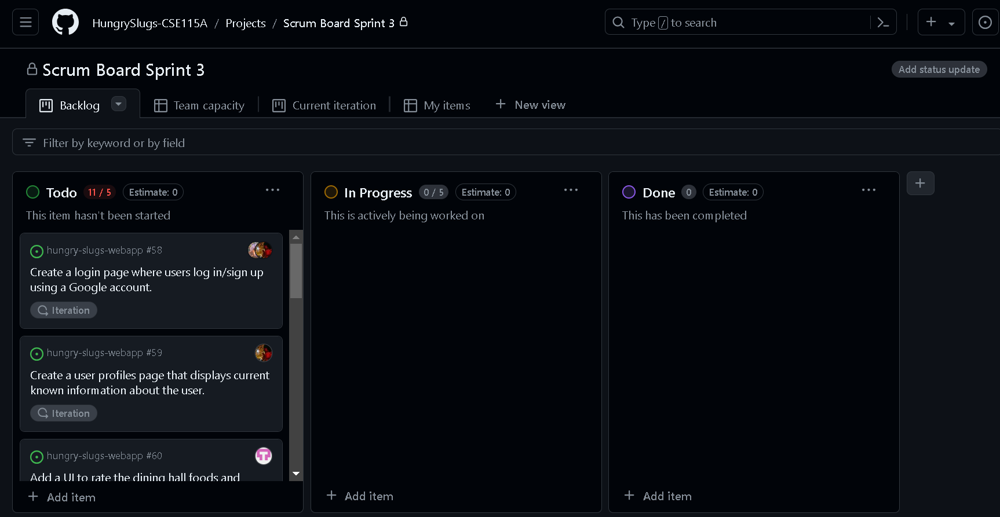 HungrySlugs-CSE115A / Projects / Scrum Board Sprint 3
Type / to search
Scrum Board Sprint 3
Add status update
Backlog
Team capacity
Current iteration
My items
New view
Filter by keyword or by field
Todo 11 / 5 Estimate: 0
This item hasn't been started
hungry-slugs-webapp #58
Create a login page where users log in/sign up
using a Google account.
Iteration
hungry-slugs-webapp #59
Create a user profiles page that displays current
known information about the user.
Iteration
hungry-slugs-webapp #60
Add a UI to rate the dining hall foods and
Add item
In Progress 0 / 5 Estimate: 0
This is actively being worked on
Add item
Done 0 Estimate: 0
This has been completed
Add item